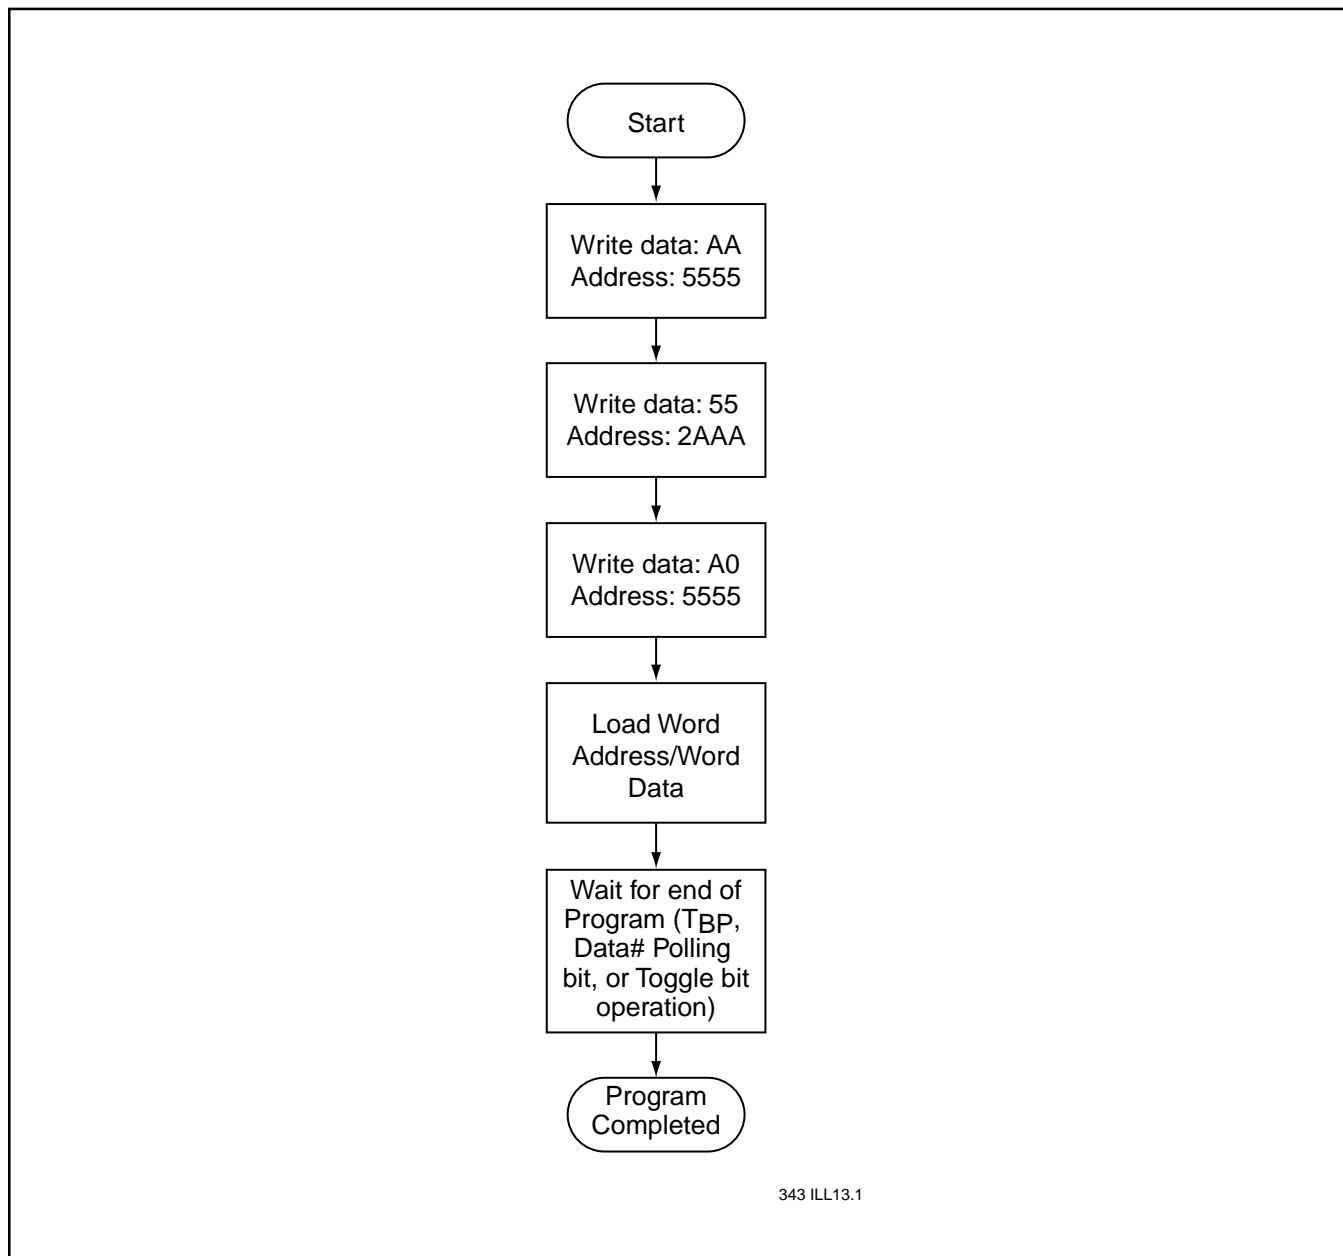 Start
Write data: AA
Address: 5555
Write data: 55
Address: 2AAA
Write data: A0
Address: 5555
Load Word
Address/Word
Data
Wait for end of
Program (TBP,
Data# Polling
bit, or Toggle bit
operation)
Program
Completed
343 ILL13.1